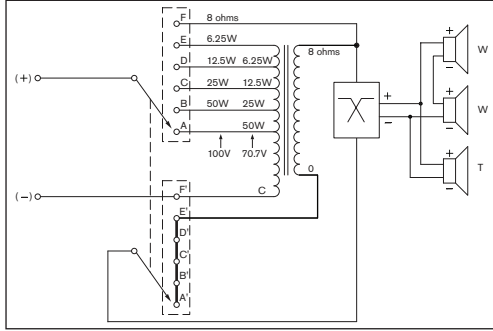 F 8 ohms
E 6.25W 8 ohms
D 12.5W 6.25W
(+) C 25W 12.5W
B 50W 25W
A 50W
100V 70.7V
0
(−) F' C
E'
D'
C'
B'
A'
+
−
+ W
−
+ W
−
+ T
−